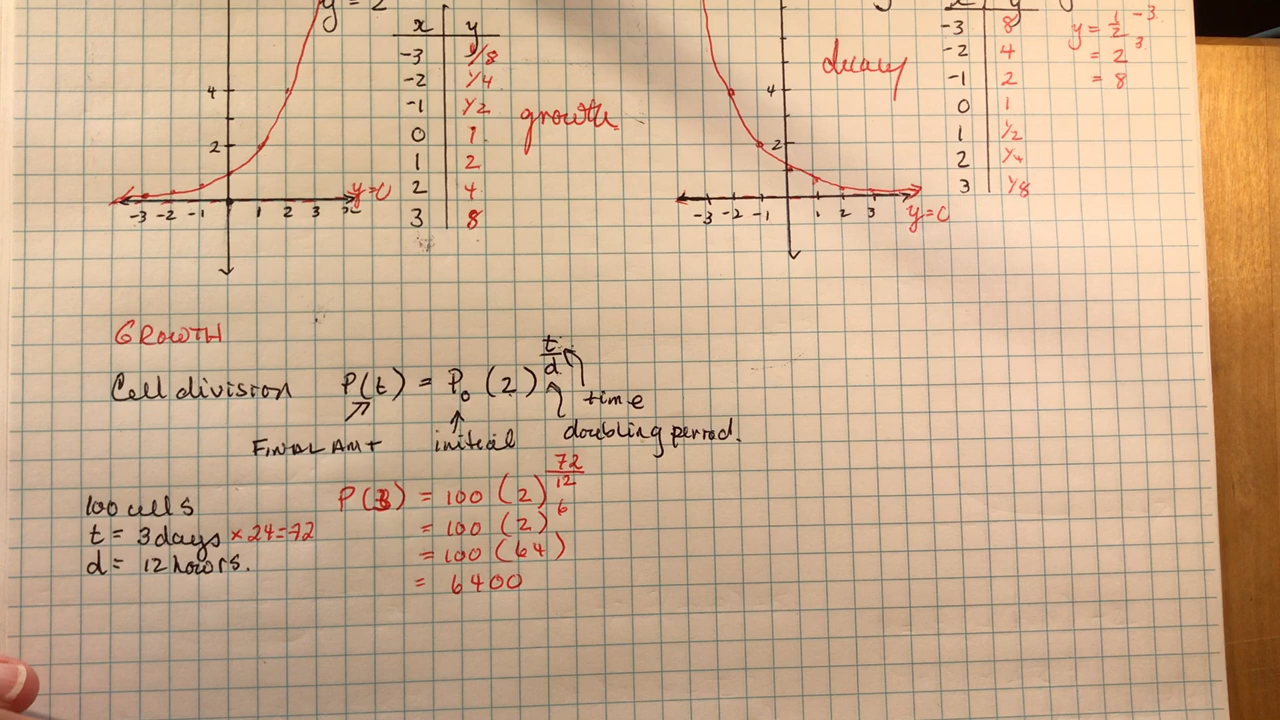 y = 2
x y
-3 1/8
-2 1/4
-1 1/2
0 1
1 2
2 4
3 8
growth
4
2
-3 -2 -1 1 2 3
y=0
decay
4
2
-3 -2 -1 1 2 3
y=0
x y
-3 8
-2 4
-1 2
0 1
1 1/2
2 1/4
3 1/8
y = 1/2 -3
= 2 3
= 8
GROWTH
Cell division P(t) = P₀ (2) t/d
time
FINAL AMT initial doubling period.
100 cells
t = 3 days × 24 = 72
d = 12 hours.
P(3) = 100 (2) 72/12
= 100 (2) 6
= 100 (64)
= 6400